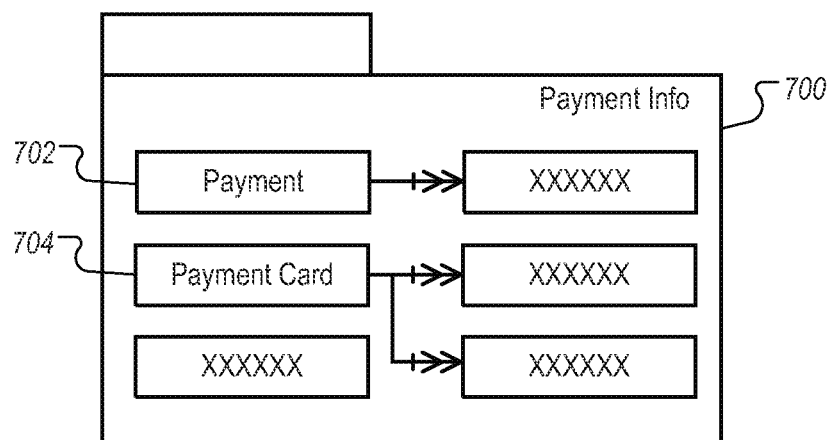 Payment Info
700
702
Payment
XXXXXX
704
Payment Card
XXXXXX
XXXXXX
XXXXXX